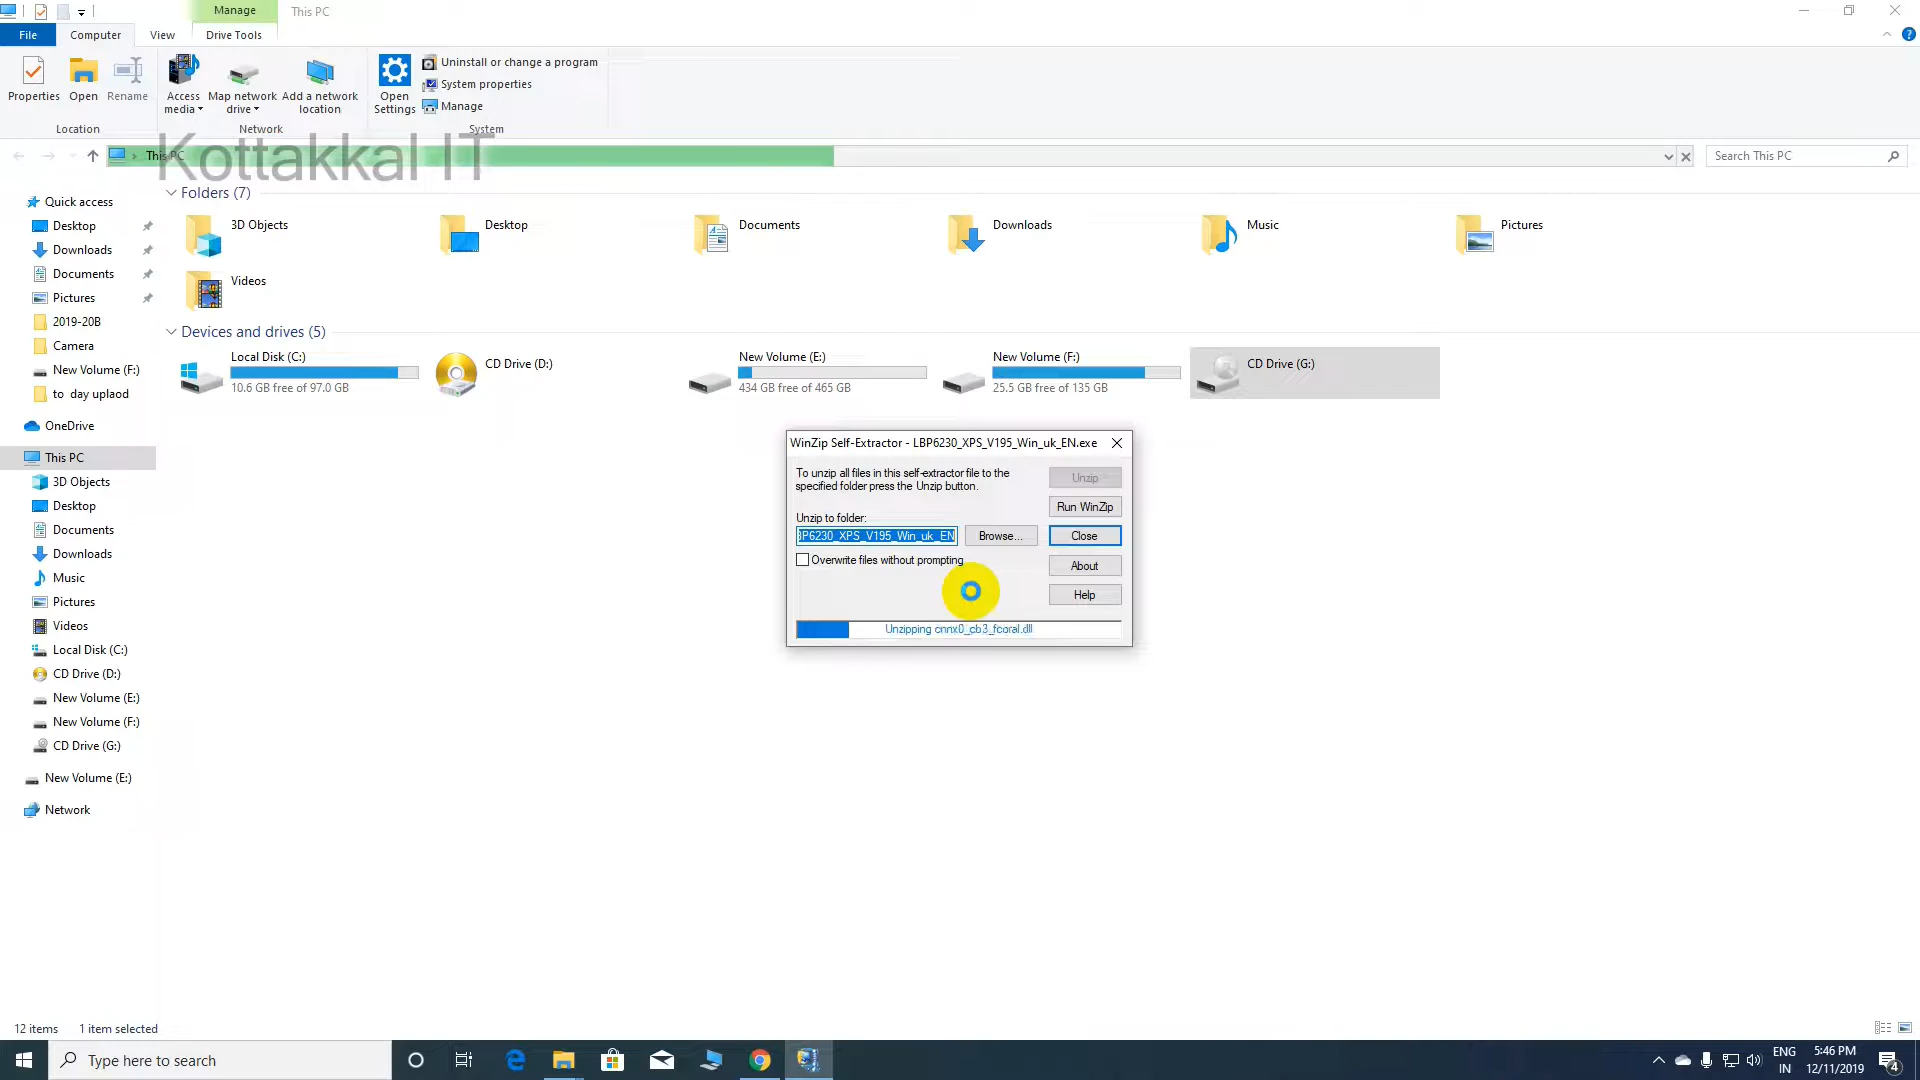 Manage
This PC
File
Computer
View
Drive Tools
Properties
Open
Rename
Access media
Map network drive
Add a network location
Open Settings
Uninstall or change a program
System properties
Manage
Location
Network
System
This PC
Kottakkal IT
Search This PC
Quick access
Desktop
Downloads
Documents
Pictures
2019-20B
Camera
New Volume (F:)
to day uplaod
OneDrive
This PC
3D Objects
Desktop
Documents
Downloads
Music
Pictures
Videos
Local Disk (C:)
CD Drive (D:)
New Volume (E:)
New Volume (F:)
CD Drive (G:)
New Volume (E:)
Network
Folders (7)
3D Objects
Desktop
Documents
Downloads
Music
Pictures
Videos
Devices and drives (5)
Local Disk (C:)
10.6 GB free of 97.0 GB
CD Drive (D:)
New Volume (E:)
434 GB free of 465 GB
New Volume (F:)
25.5 GB free of 135 GB
CD Drive (G:)
WinZip Self-Extractor - LBP6230_XPS_V195_Win_uk_EN.exe
To unzip all files in this self-extractor file to the
specified folder press the Unzip button.
Unzip to folder:
BP6230_XPS_V195_Win_uk_EN
Browse...
Overwrite files without prompting
Unzip
Run WinZip
Close
About
Help
Unzipping cnnx0_cb3_fcoral.dll
12 items
1 item selected
Type here to search
ENG
IN
5:46 PM
12/11/2019
4